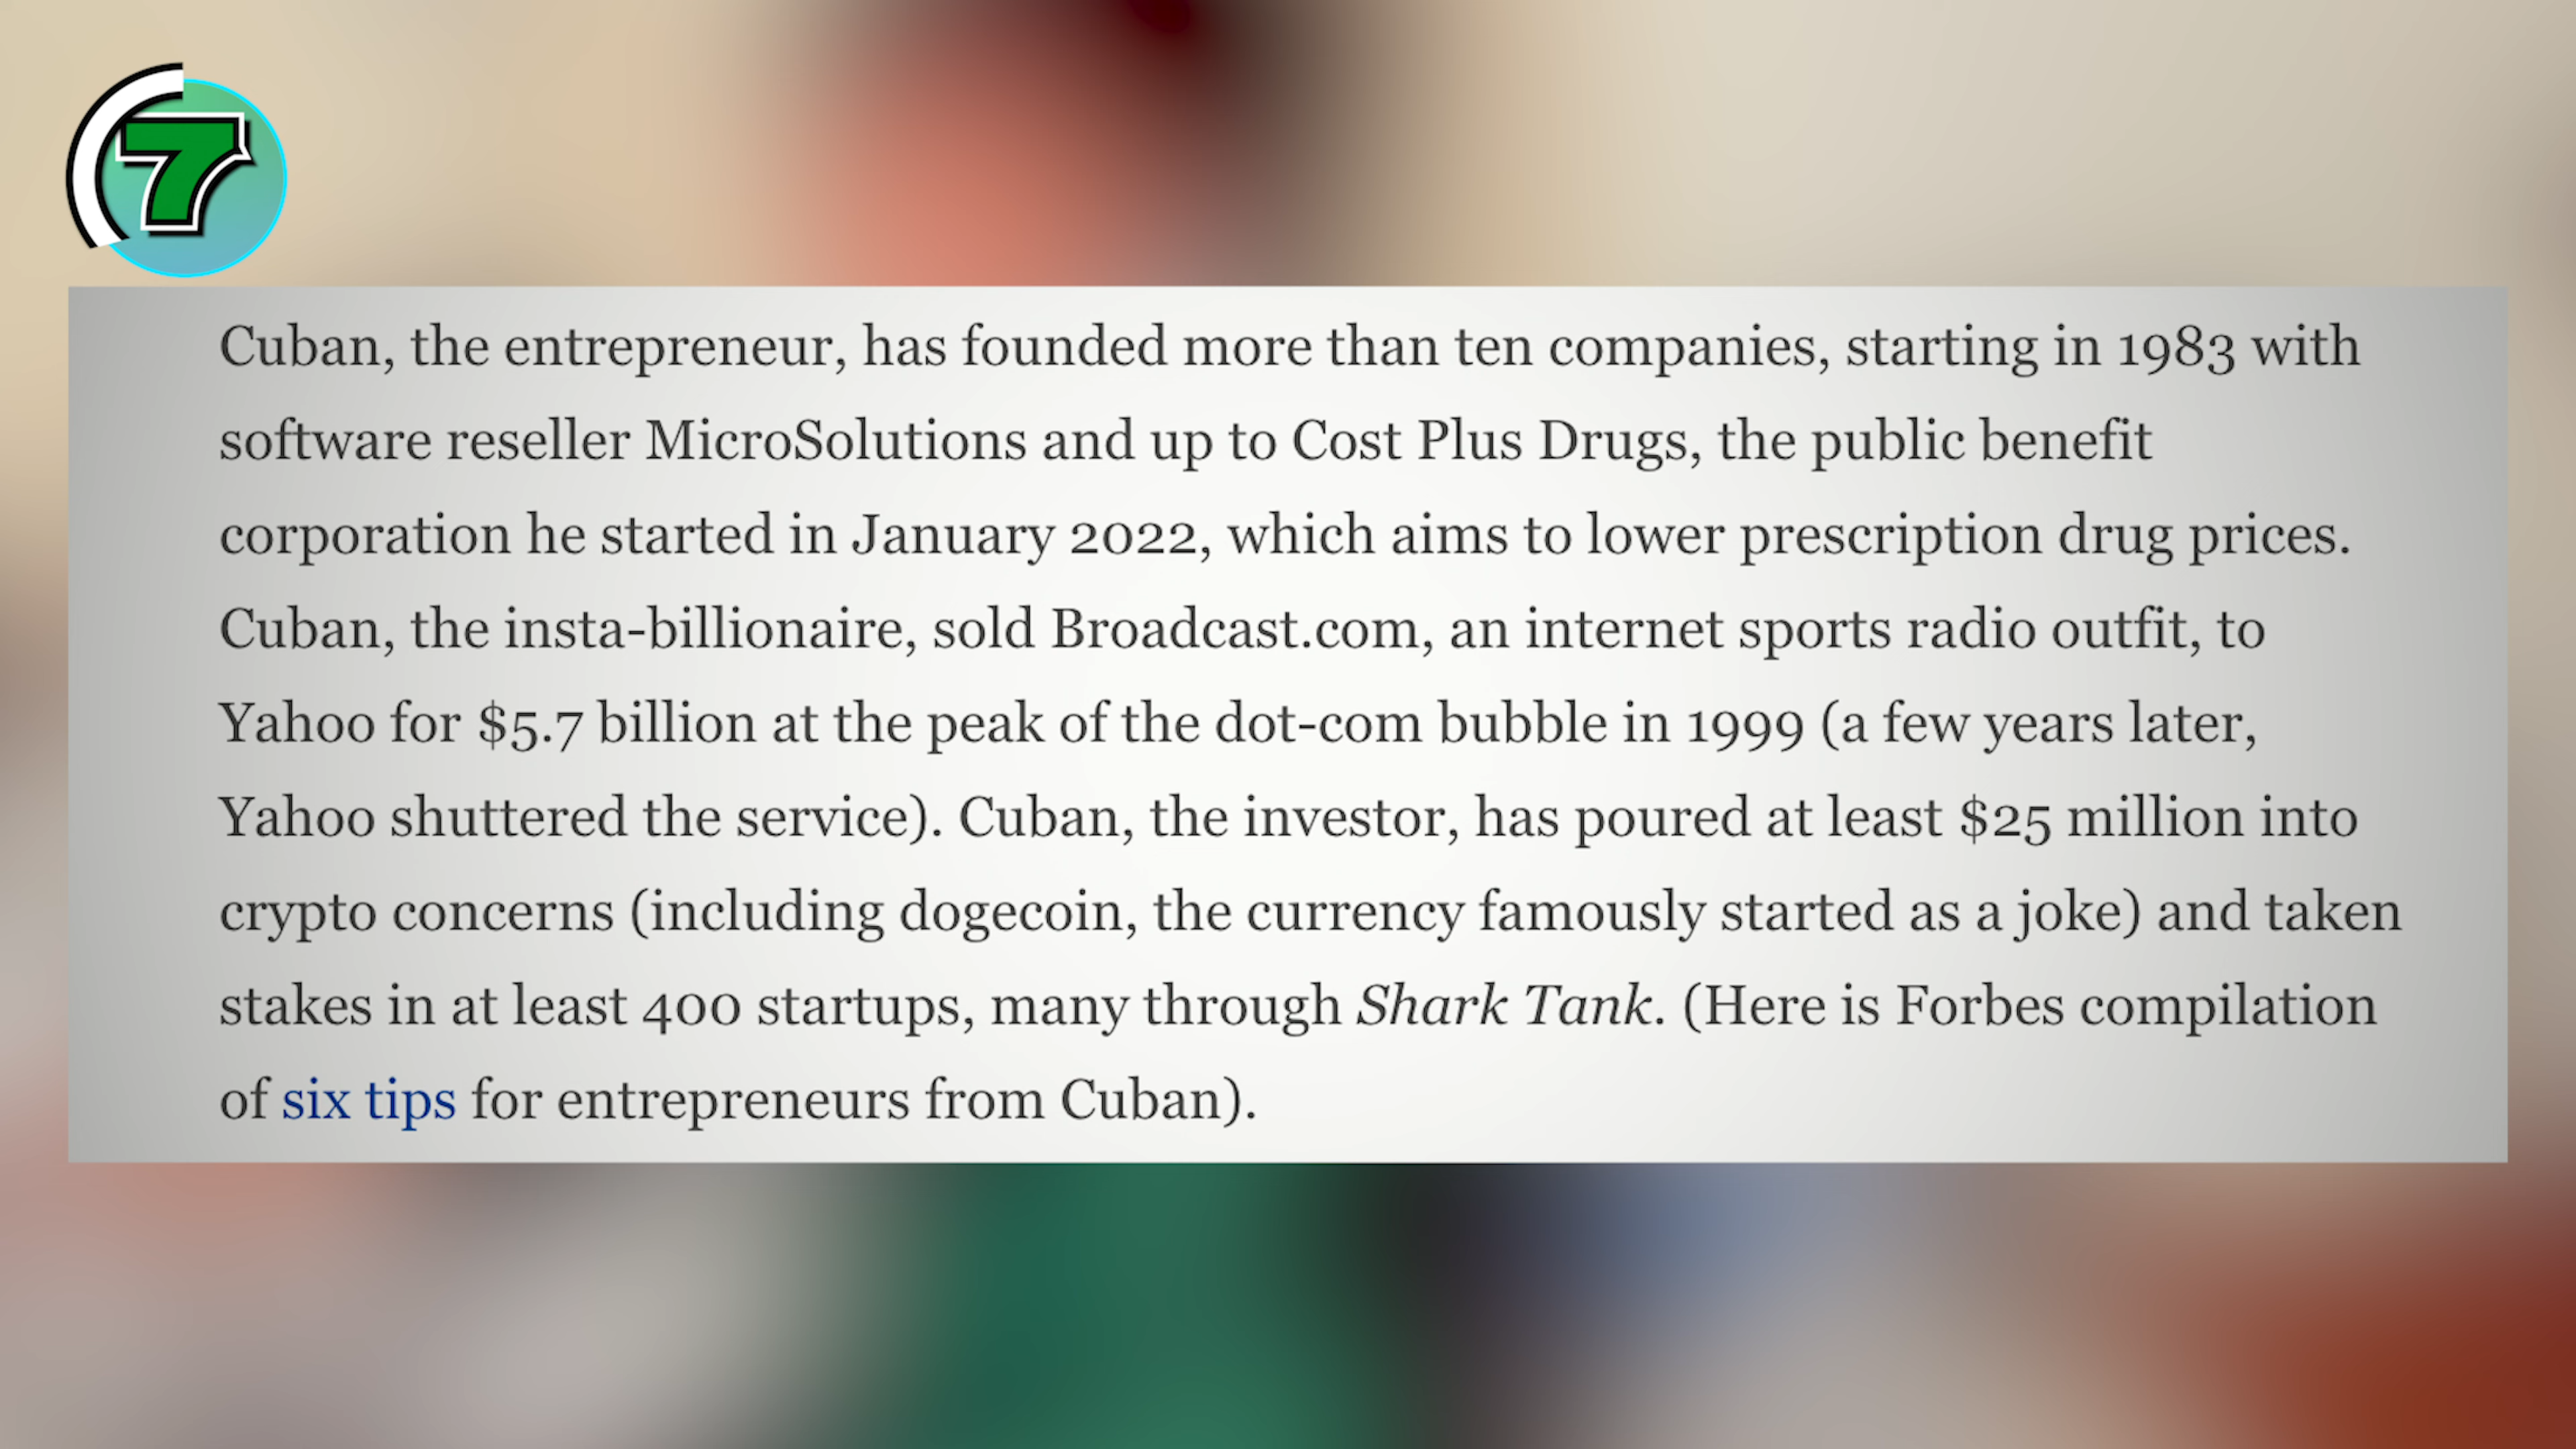 7
Cuban, the entrepreneur, has founded more than ten companies, starting in 1983 with
software reseller MicroSolutions and up to Cost Plus Drugs, the public benefit
corporation he started in January 2022, which aims to lower prescription drug prices.
Cuban, the insta-billionaire, sold Broadcast.com, an internet sports radio outfit, to
Yahoo for $5.7 billion at the peak of the dot-com bubble in 1999 (a few years later,
Yahoo shuttered the service). Cuban, the investor, has poured at least $25 million into
crypto concerns (including dogecoin, the currency famously started as a joke) and taken
stakes in at least 400 startups, many through Shark Tank. (Here is Forbes compilation
of six tips for entrepreneurs from Cuban).